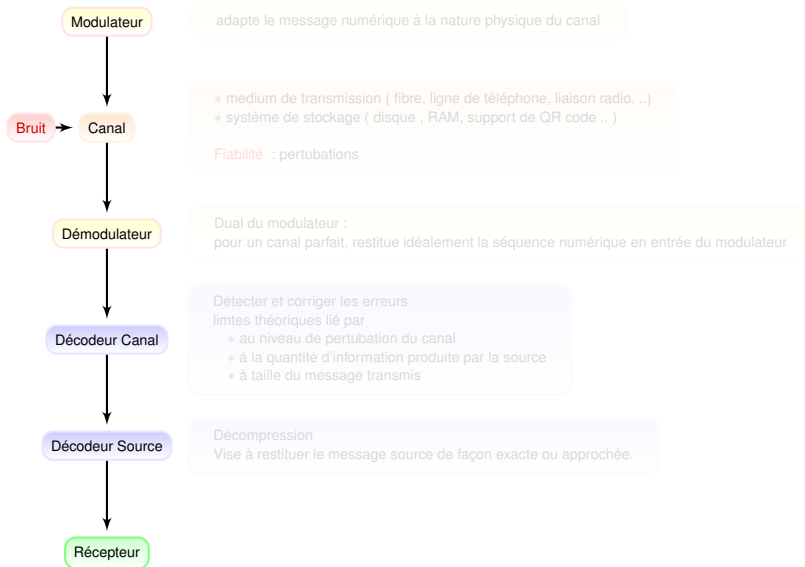 Modulateur
adapte le message numérique à la nature physique du canal
∗ medium de transmission ( fibre, ligne de téléphone, liaison radio, ..)
∗ système de stockage ( disque , RAM, support de QR code .. )
Bruit
Canal
Fiabilité : pertubations
Démodulateur
Dual du modulateur :
pour un canal parfait, restitue idéalement la séquence numérique en entrée du modulateur
Détecter et corriger les erreurs
limtes théoriques lié par
Décodeur Canal
∗ au niveau de pertubation du canal
∗ à la quantité d'information produite par la source
∗ à taille du message transmis
Décodeur Source
Décompression
Vise à restituer le message source de façon exacte ou approchée.
Récepteur